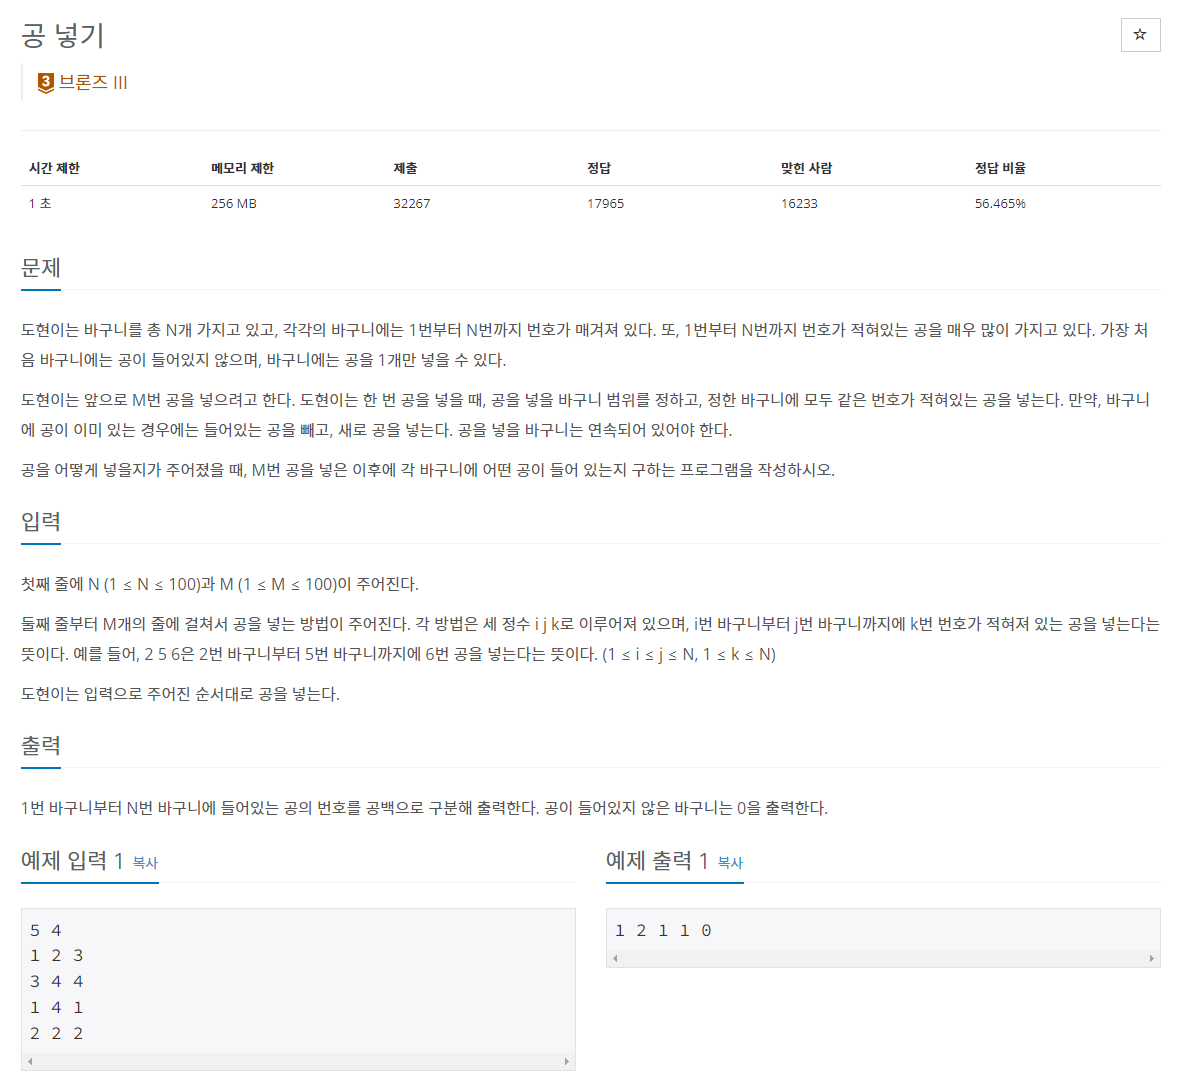 공 넣기
☆
3 브론즈 III
시간 제한 메모리 제한 제출 정답 맞힌 사람 정답 비율
1 초 256 MB 32267 17965 16233 56.465%
문제
도현이는 바구니를 총 N개 가지고 있고, 각각의 바구니에는 1번부터 N번까지 번호가 매겨져 있다. 또, 1번부터 N번까지 번호가 적혀있는 공을 매우 많이 가지고 있다. 가장 처
음 바구니에는 공이 들어있지 않으며, 바구니에는 공을 1개만 넣을 수 있다.
도현이는 앞으로 M번 공을 넣으려고 한다. 도현이는 한 번 공을 넣을 때, 공을 넣을 바구니 범위를 정하고, 정한 바구니에 모두 같은 번호가 적혀있는 공을 넣는다. 만약, 바구니
에 공이 이미 있는 경우에는 들어있는 공을 빼고, 새로 공을 넣는다. 공을 넣을 바구니는 연속되어 있어야 한다.
공을 어떻게 넣을지가 주어졌을 때, M번 공을 넣은 이후에 각 바구니에 어떤 공이 들어 있는지 구하는 프로그램을 작성하시오.
입력
첫째 줄에 N (1 ≤ N ≤ 100)과 M (1 ≤ M ≤ 100)이 주어진다.
둘째 줄부터 M개의 줄에 걸쳐서 공을 넣는 방법이 주어진다. 각 방법은 세 정수 i j k로 이루어져 있으며, i번 바구니부터 j번 바구니까지에 k번 번호가 적혀져 있는 공을 넣는다는
뜻이다. 예를 들어, 2 5 6은 2번 바구니부터 5번 바구니까지에 6번 공을 넣는다는 뜻이다. (1 ≤ i ≤ j ≤ N, 1 ≤ k ≤ N)
도현이는 입력으로 주어진 순서대로 공을 넣는다.
출력
1번 바구니부터 N번 바구니에 들어있는 공의 번호를 공백으로 구분해 출력한다. 공이 들어있지 않은 바구니는 0을 출력한다.
예제 입력 1 복사
5 4
1 2 3
3 4 4
1 4 1
2 2 2
예제 출력 1 복사
1 2 1 1 0